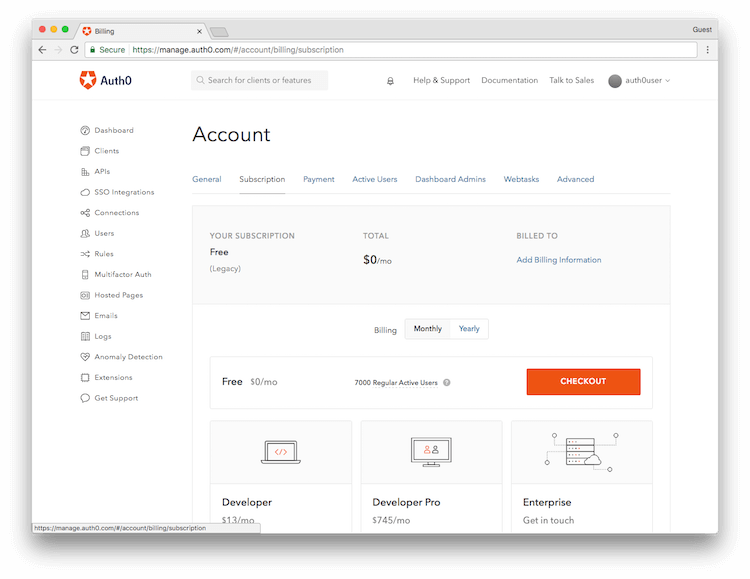 Billing
Guest
Secure https://manage.auth0.com/#/account/billing/subscription
Auth0
Search for clients or features
Help & Support
Documentation
Talk to Sales
auth0user
Dashboard
Clients
APIs
SSO Integrations
Connections
Users
Rules
Multifactor Auth
Hosted Pages
Emails
Logs
Anomaly Detection
Extensions
Get Support
Account
General Subscription Payment Active Users Dashboard Admins Webtasks Advanced
YOUR SUBSCRIPTION
Free
(Legacy)
TOTAL
$0/mo
BILLED TO
Add Billing Information
Billing Monthly Yearly
Free $0/mo 7000 Regular Active Users ? CHECKOUT
Developer
$13/mo
Developer Pro
$745/mo
Enterprise
Get in touch
https://manage.auth0.com/#/account/billing/subscription